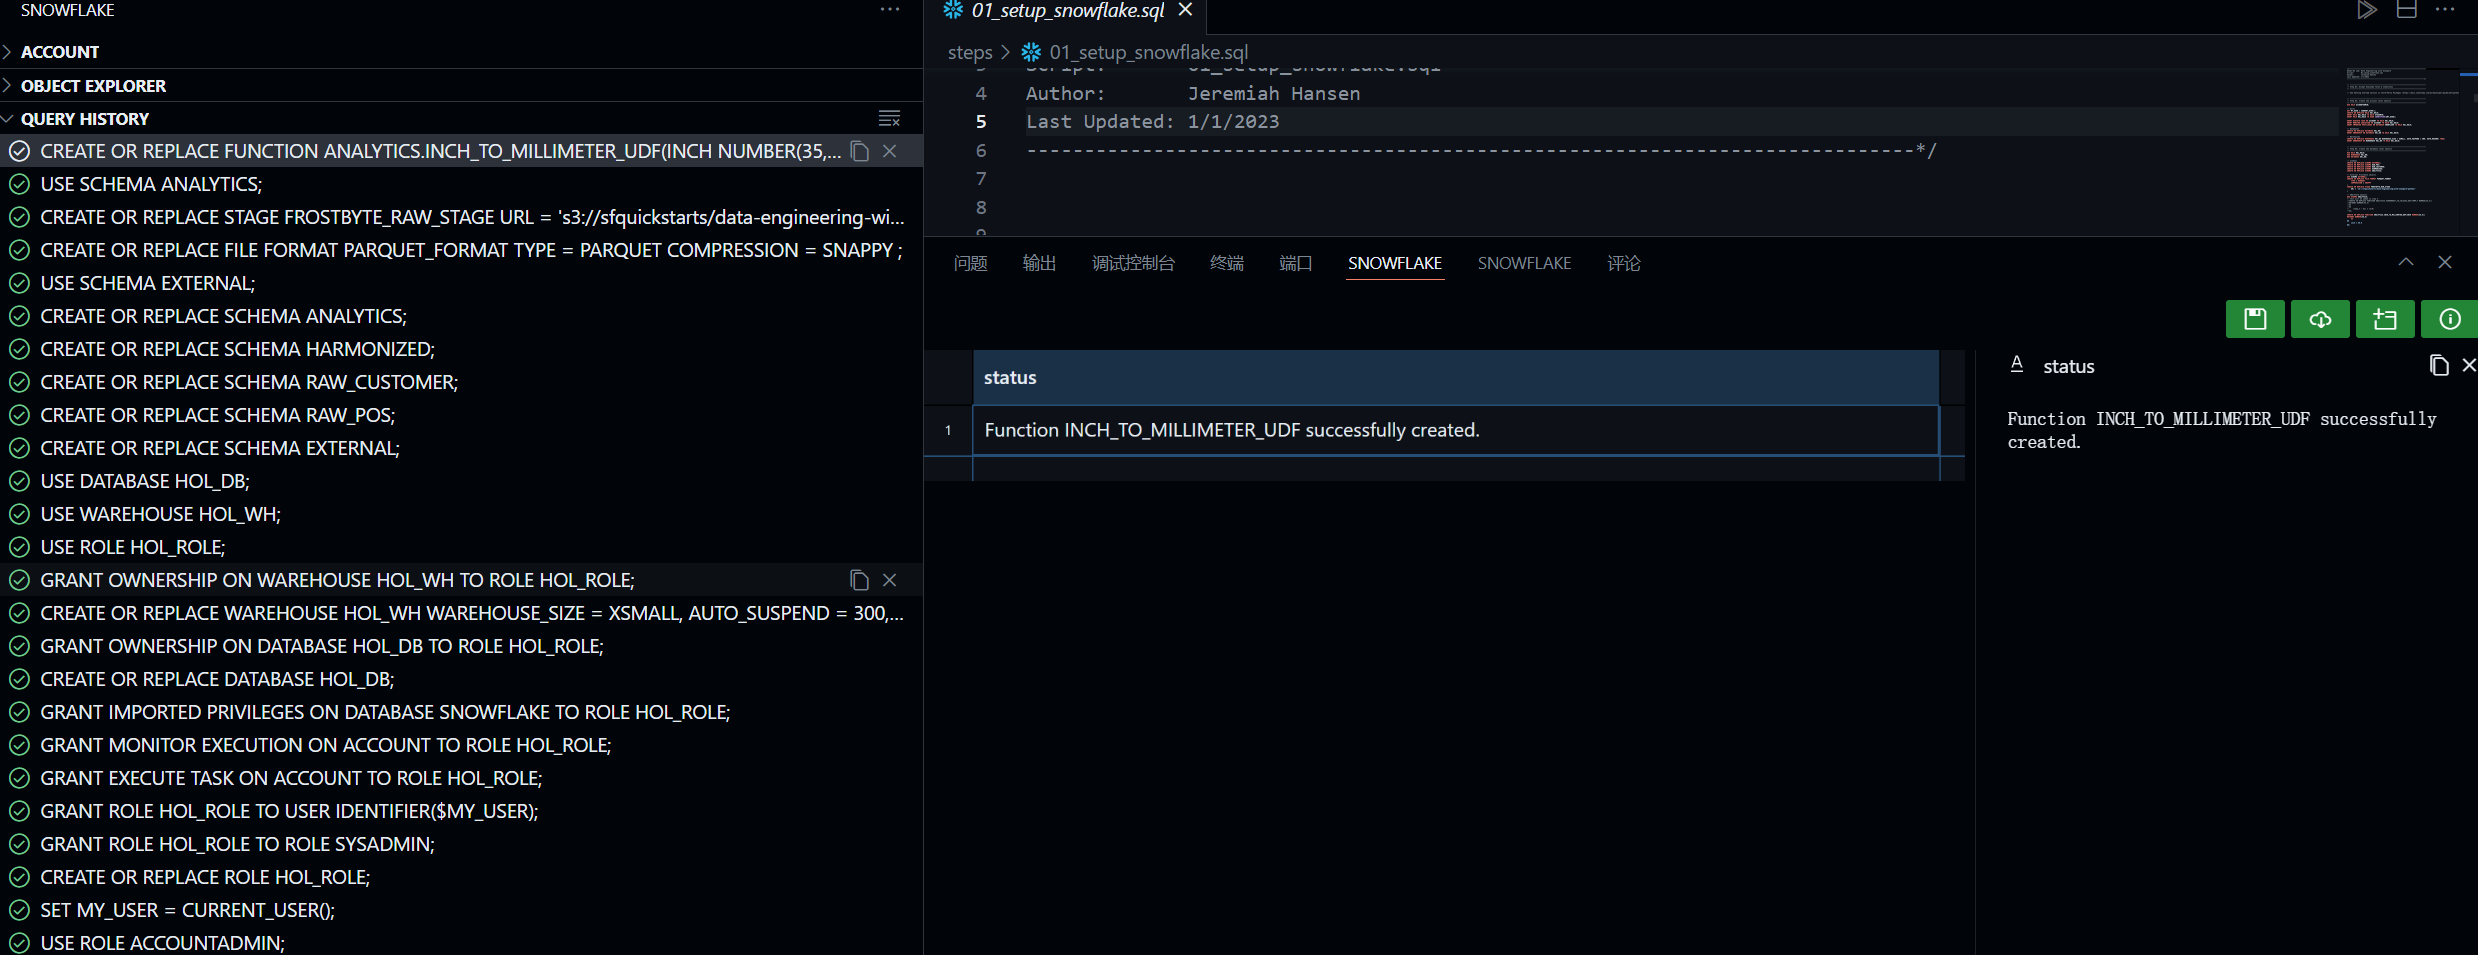 SNOWFLAKE
ACCOUNT
OBJECT EXPLORER
QUERY HISTORY
CREATE OR REPLACE FUNCTION ANALYTICS.INCH_TO_MILLIMETER_UDF(INCH NUMBER(35,...
USE SCHEMA ANALYTICS;
CREATE OR REPLACE STAGE FROSTBYTE_RAW_STAGE URL = 's3://sfquickstarts/data-engineering-wi...
CREATE OR REPLACE FILE FORMAT PARQUET_FORMAT TYPE = PARQUET COMPRESSION = SNAPPY ;
USE SCHEMA EXTERNAL;
CREATE OR REPLACE SCHEMA ANALYTICS;
CREATE OR REPLACE SCHEMA HARMONIZED;
CREATE OR REPLACE SCHEMA RAW_CUSTOMER;
CREATE OR REPLACE SCHEMA RAW_POS;
CREATE OR REPLACE SCHEMA EXTERNAL;
USE DATABASE HOL_DB;
USE WAREHOUSE HOL_WH;
USE ROLE HOL_ROLE;
GRANT OWNERSHIP ON WAREHOUSE HOL_WH TO ROLE HOL_ROLE;
CREATE OR REPLACE WAREHOUSE HOL_WH WAREHOUSE_SIZE = XSMALL, AUTO_SUSPEND = 300,...
GRANT OWNERSHIP ON DATABASE HOL_DB TO ROLE HOL_ROLE;
CREATE OR REPLACE DATABASE HOL_DB;
GRANT IMPORTED PRIVILEGES ON DATABASE SNOWFLAKE TO ROLE HOL_ROLE;
GRANT MONITOR EXECUTION ON ACCOUNT TO ROLE HOL_ROLE;
GRANT EXECUTE TASK ON ACCOUNT TO ROLE HOL_ROLE;
GRANT ROLE HOL_ROLE TO USER IDENTIFIER($MY_USER);
GRANT ROLE HOL_ROLE TO ROLE SYSADMIN;
CREATE OR REPLACE ROLE HOL_ROLE;
SET MY_USER = CURRENT_USER();
USE ROLE ACCOUNTADMIN;
01_setup_snowflake.sql
steps > 01_setup_snowflake.sql
3 Script: 01_setup_snowflake.sql
4 Author: Jeremiah Hansen
5 Last Updated: 1/1/2023
6 -----------------------------------------------------------------------------*/
7
8
9
问题 输出 调试控制台 终端 端口 SNOWFLAKE SNOWFLAKE 评论
status
1 Function INCH_TO_MILLIMETER_UDF successfully created.
A status
Function INCH_TO_MILLIMETER_UDF successfully
created.